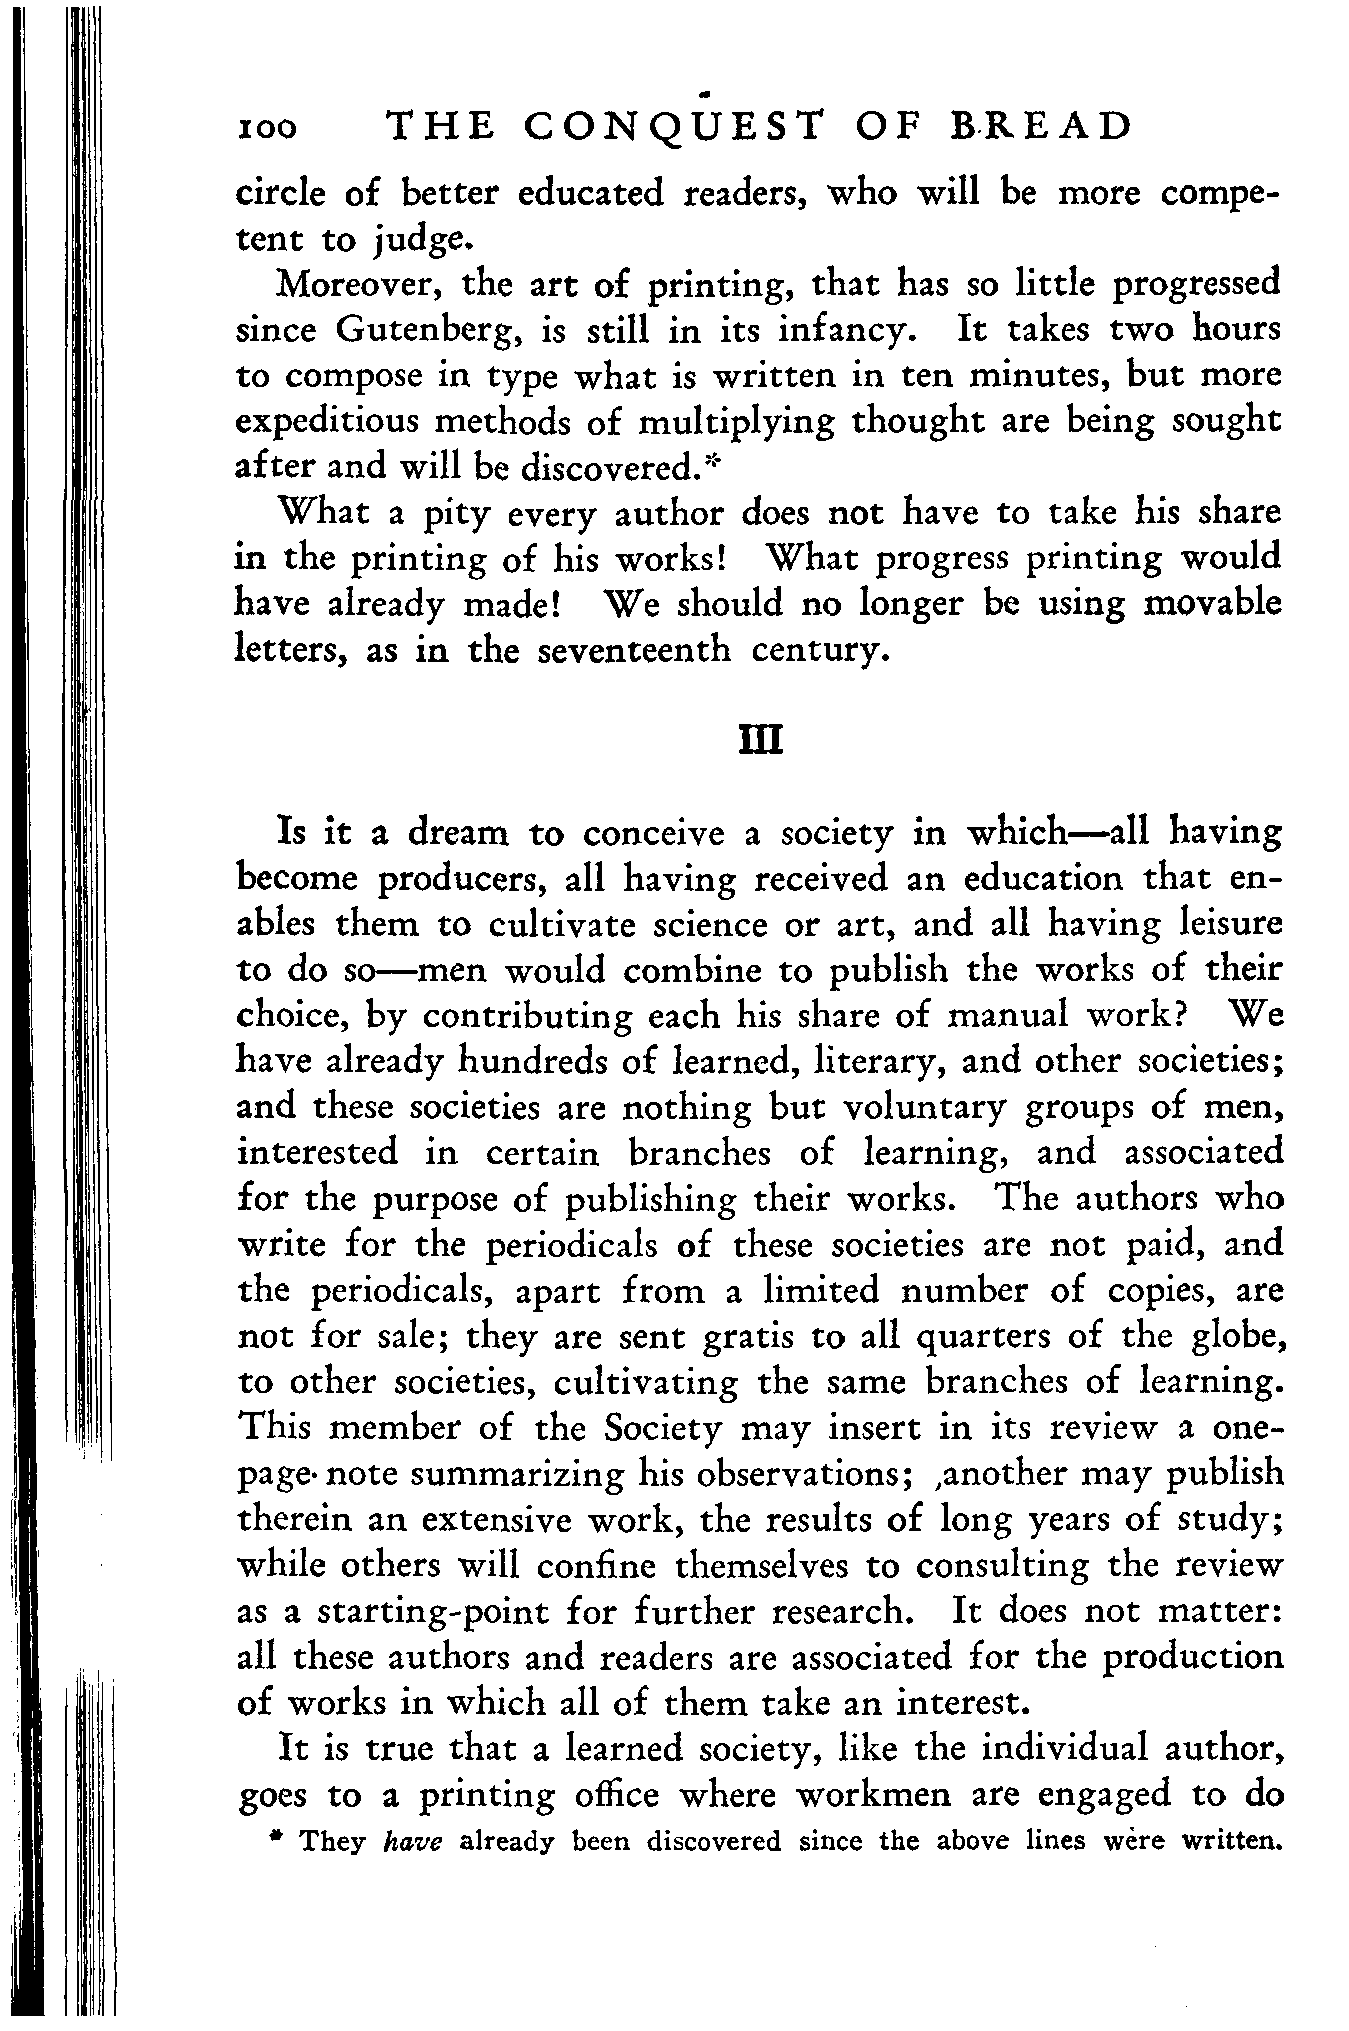 100 THE CONQUEST OF BREAD
circle of better educated readers, who will be more compe-
tent to judge.
Moreover, the art of printing, that has so little progressed
since Gutenberg, is still in its infancy. It takes two hours
to compose in type what is written in ten minutes, but more
expeditious methods of multiplying thought are being sought
after and will be discovered.*
What a pity every author does not have to take his share
in the printing of his works! What progress printing would
have already made! We should no longer be using movable
letters, as in the seventeenth century.
III
Is it a dream to conceive a society in which—all having
become producers, all having received an education that en-
ables them to cultivate science or art, and all having leisure
to do so—men would combine to publish the works of their
choice, by contributing each his share of manual work? We
have already hundreds of learned, literary, and other societies;
and these societies are nothing but voluntary groups of men,
interested in certain branches of learning, and associated
for the purpose of publishing their works. The authors who
write for the periodicals of these societies are not paid, and
the periodicals, apart from a limited number of copies, are
not for sale; they are sent gratis to all quarters of the globe,
to other societies, cultivating the same branches of learning.
This member of the Society may insert in its review a one-
page note summarizing his observations; another may publish
therein an extensive work, the results of long years of study;
while others will confine themselves to consulting the review
as a starting-point for further research. It does not matter:
all these authors and readers are associated for the production
of works in which all of them take an interest.
It is true that a learned society, like the individual author,
goes to a printing office where workmen are engaged to do
* They have already been discovered since the above lines were written.